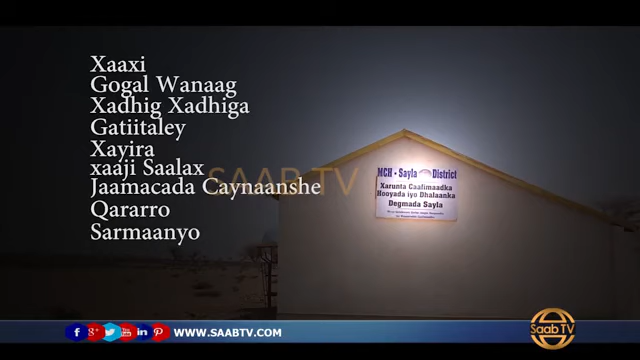 Xaaxi
Gogal Wanaag
Xadhig Xadhiga
Gatiitaley
Xayira
xaaji Saalax
Jaamacada Caynaanshe
Qararro
Sarmaanyo
SAAB TV
MCH - Sayla District
Xarunta Caafimaadka
Hooyada iyo Dhalaanka
Degmada Sayla
Saab TV
WWW.SAABTV.COM